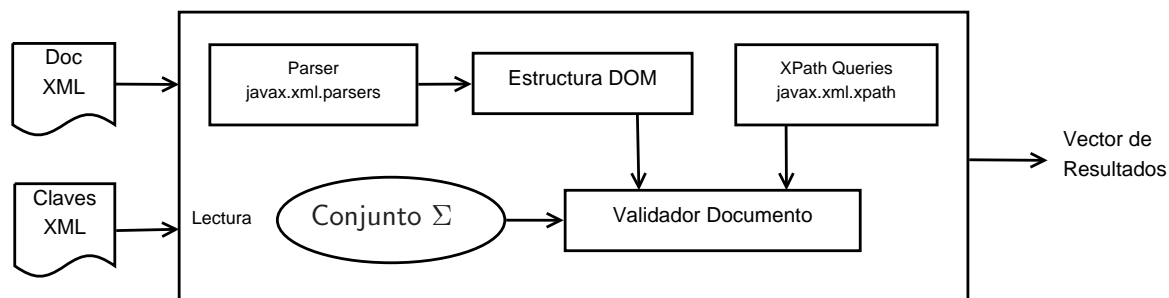 Doc
XML
Parser
javax.xml.parsers
Estructura DOM
XPath Queries
javax.xml.xpath
Vector de
Resultados
Claves
XML
Lectura
Conjunto Σ
Validador Documento